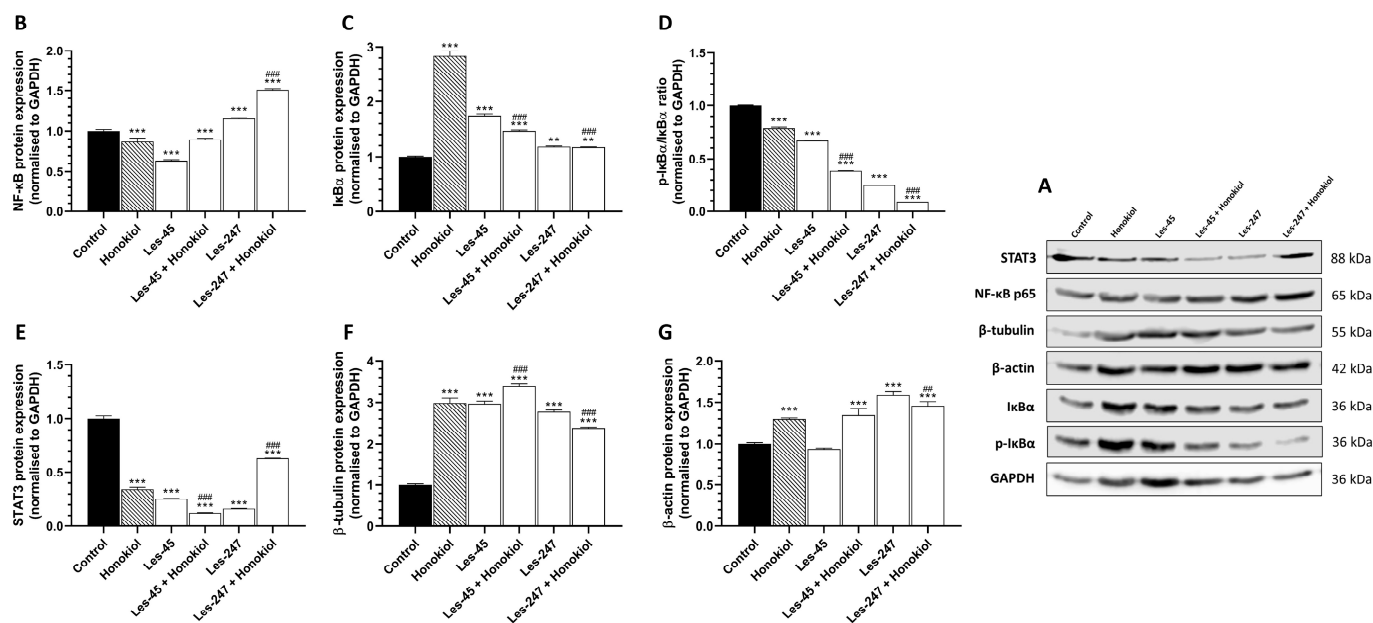 B
NF-κB protein expression
(normalised to GAPDH)
2.0
1.5
1.0
0.5
0.0
***
***
***
***
###
***
Control
Honokiol
Les-45
Les-45 + Honokiol
Les-247
Les-247 + Honokiol
C
IκBα protein expression
(normalised to GAPDH)
3
2
1
0
***
***
###
***
**
###
**
Control
Honokiol
Les-45
Les-45 + Honokiol
Les-247
Les-247 + Honokiol
D
p-IκBα/IκBα ratio
(normalised to GAPDH)
1.5
1.0
0.5
0.0
***
***
###
***
***
###
***
Control
Honokiol
Les-45
Les-45 + Honokiol
Les-247
Les-247 + Honokiol
A
Control
Honokiol
Les-45
Les-45 + Honokiol
Les-247
Les-247 + Honokiol
STAT3 88 kDa
NF-κB p65 65 kDa
β-tubulin 55 kDa
β-actin 42 kDa
IκBα 36 kDa
p-IκBα 36 kDa
GAPDH 36 kDa
E
STAT3 protein expression
(normalised to GAPDH)
1.5
1.0
0.5
0.0
***
***
###
***
***
###
***
Control
Honokiol
Les-45
Les-45 + Honokiol
Les-247
Les-247 + Honokiol
F
β-tubulin protein expression
(normalised to GAPDH)
4
3
2
1
0
***
***
###
***
***
###
***
Control
Honokiol
Les-45
Les-45 + Honokiol
Les-247
Les-247 + Honokiol
G
β-actin protein expression
(normalised to GAPDH)
2.0
1.5
1.0
0.5
0.0
***
***
***
##
***
Control
Honokiol
Les-45
Les-45 + Honokiol
Les-247
Les-247 + Honokiol